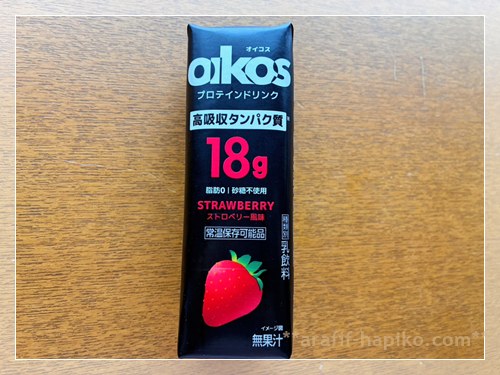 オイコス
oikos
プロテインドリンク
高吸収タンパク質*
18g
脂肪0 | 砂糖不使用
STRAWBERRY
ストロベリー風味
常温保存可能品
種類別
乳飲料
イメージ図
無果汁
**arafifhapiko.com**